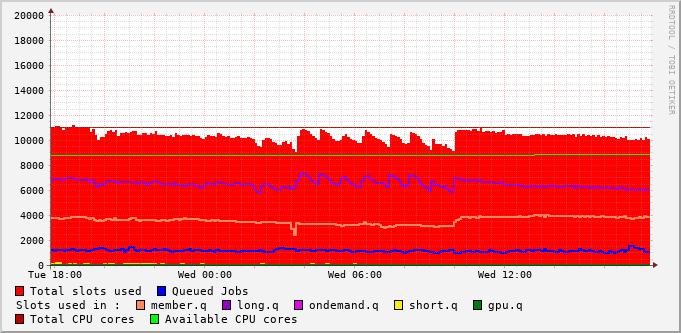 20000
18000
16000
14000
12000
10000
8000
6000
4000
2000
0
Tue 18:00 Wed 00:00 Wed 06:00 Wed 12:00
RRDTOOL / TOBI OETIKER
Total slots used Queued Jobs
Slots used in : member.q long.q ondemand.q short.q gpu.q
Total CPU cores Available CPU cores